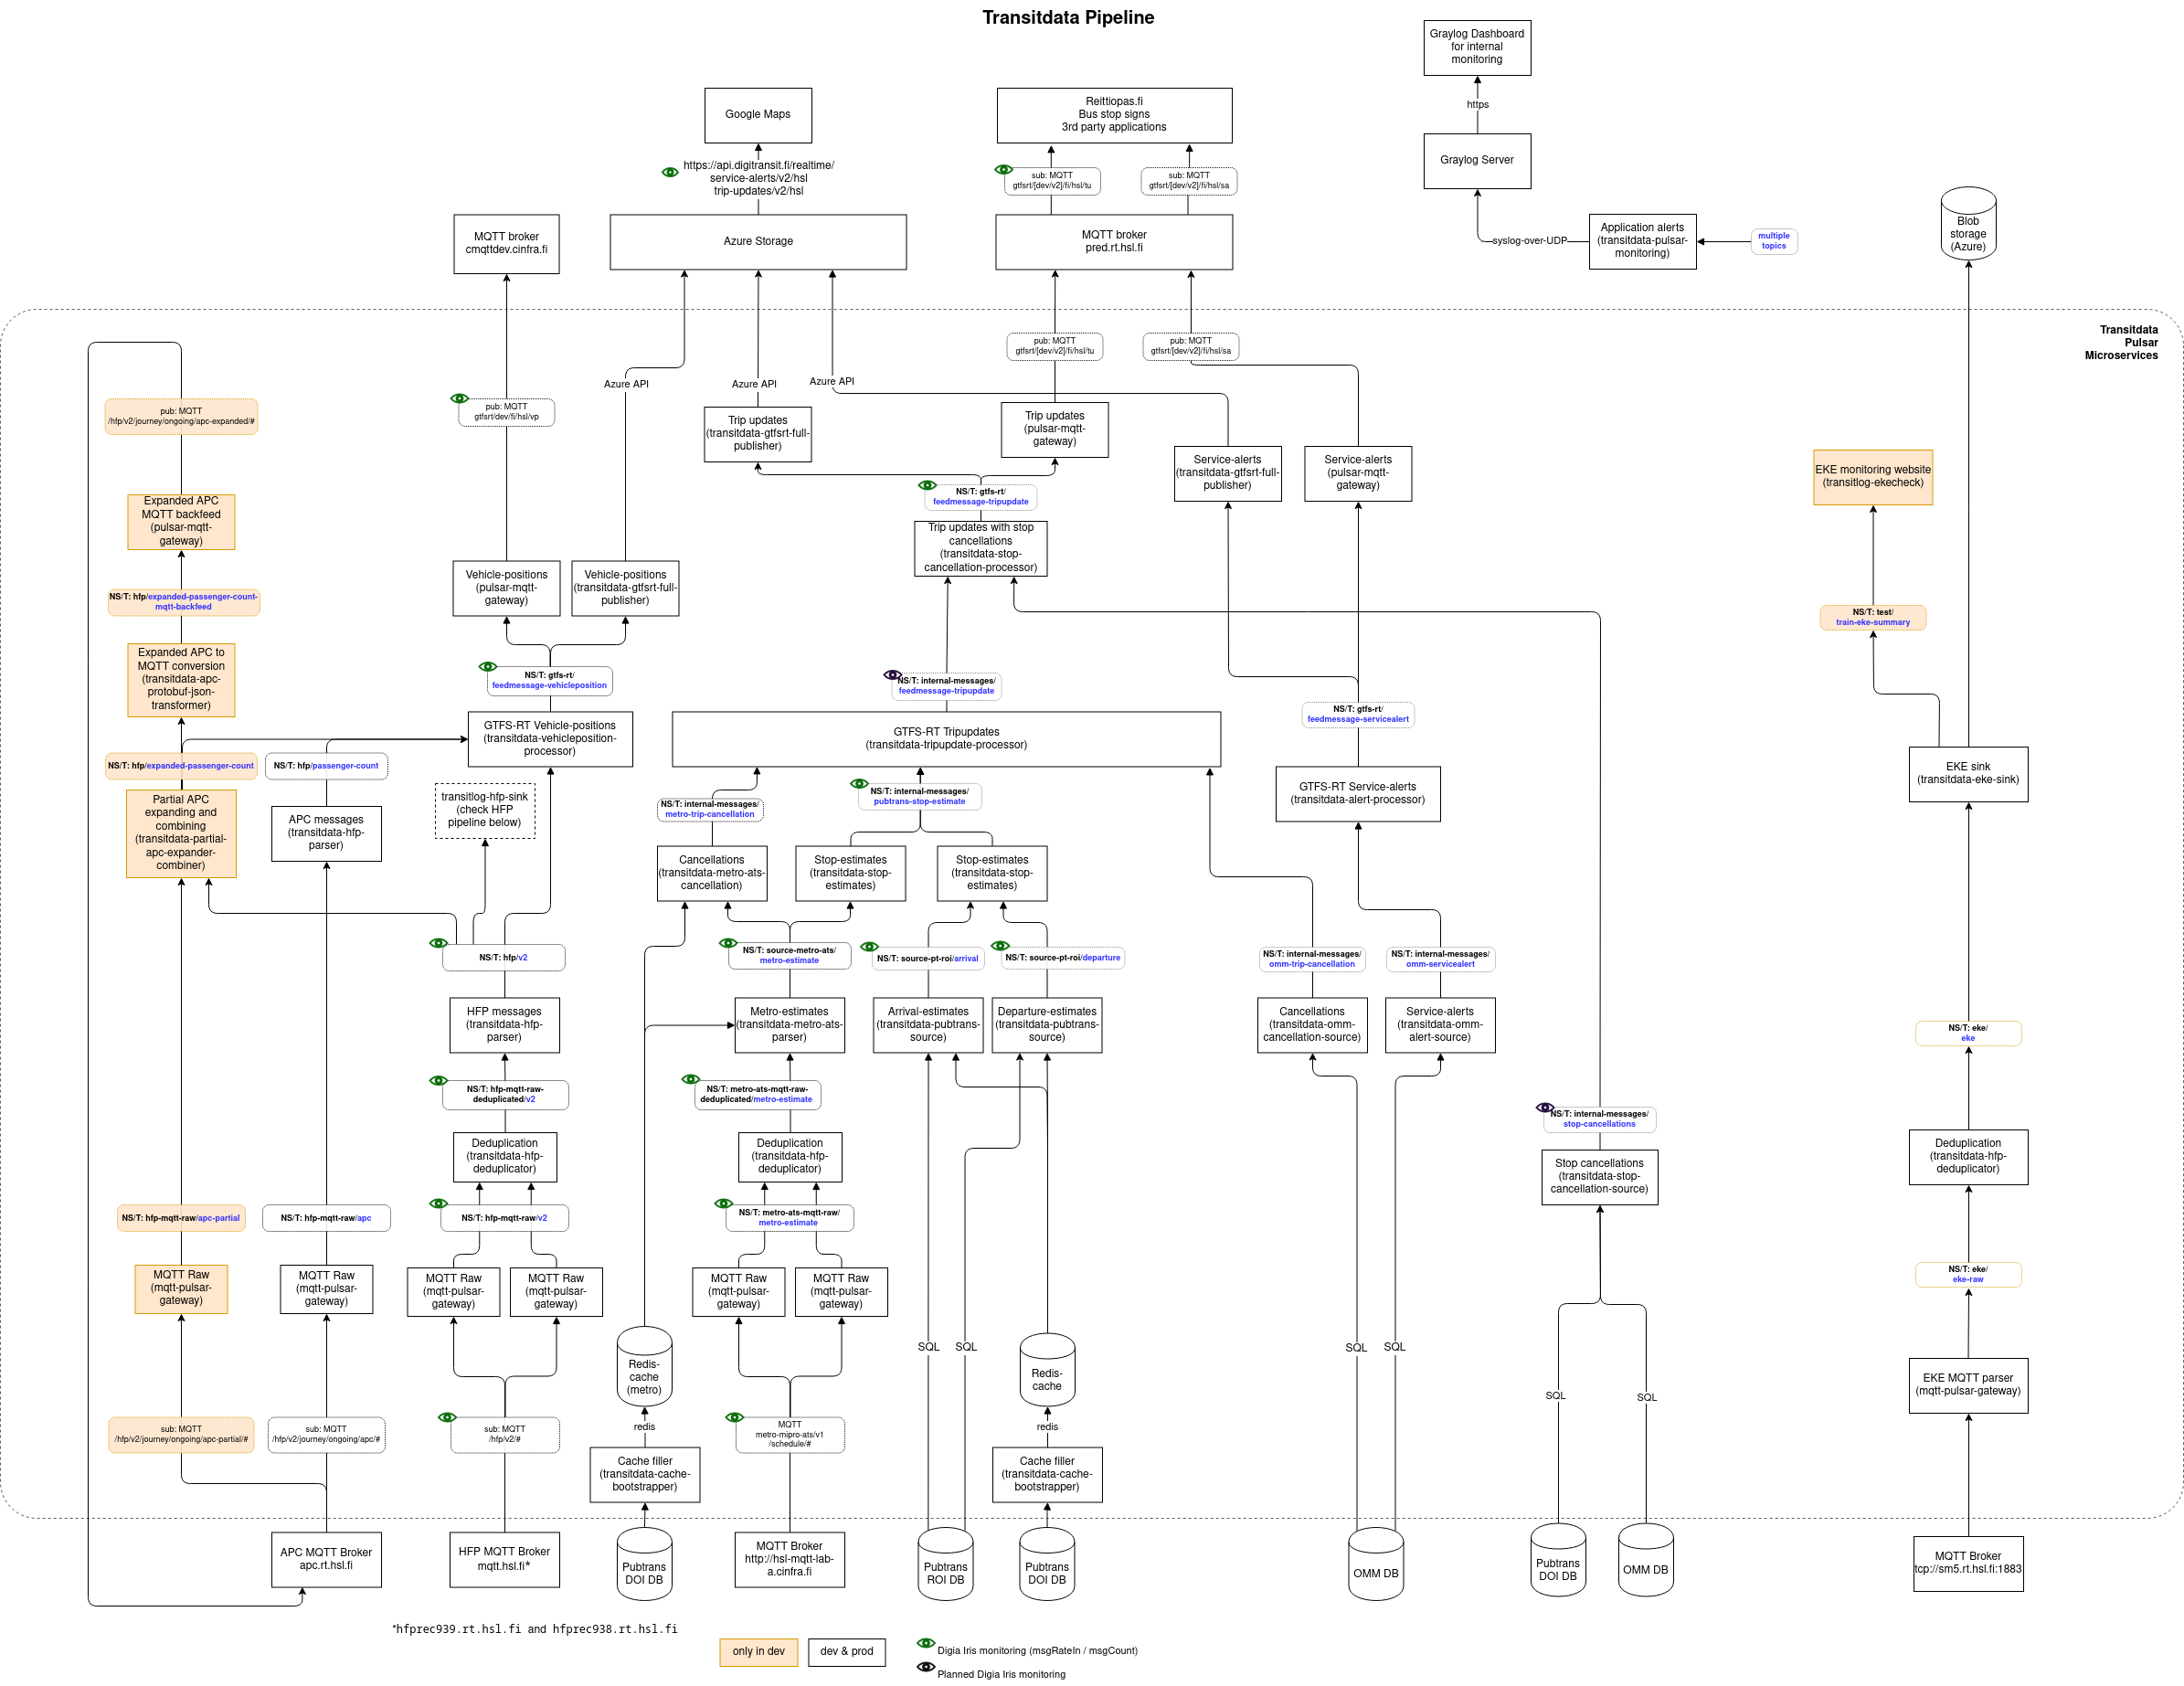 Transitdata Pipeline
Graylog Dashboard
for internal
monitoring
https
Graylog Server
Google Maps
Reittiopas.fi
Bus stop signs
3rd party applications
https://api.digitransit.fi/realtime/
service-alerts/v2/hsl
trip-updates/v2/hsl
sub: MQTT
gtfsrt/[dev/v2]/fi/hsl/tu
sub: MQTT
gtfsrt/[dev/v2]/fi/hsl/sa
MQTT broker
cmqttdev.cinfra.fi
Azure Storage
MQTT broker
pred.rt.hsl.fi
syslog-over-UDP
Application alerts
(transitdata-pulsar-
monitoring)
multiple
topics
Blob
storage
(Azure)
Transitdata
Pulsar
Microservices
pub: MQTT
gtfsrt/[dev/v2]/fi/hsl/tu
pub: MQTT
gtfsrt/[dev/v2]/fi/hsl/sa
Azure API
Azure API
Azure API
pub: MQTT
/hfp/v2/journey/ongoing/apc-expanded/#
pub: MQTT
gtfsrt/dev/fi/hsl/vp
Trip updates
(transitdata-gtfsrt-full-
publisher)
Trip updates
(pulsar-mqtt-
gateway)
Service-alerts
(transitdata-gtfsrt-full-
publisher)
Service-alerts
(pulsar-mqtt-
gateway)
EKE monitoring website
(transitlog-ekecheck)
NS/T: gtfs-rt/
feedmessage-tripupdate
Expanded APC
MQTT backfeed
(pulsar-mqtt-
gateway)
Trip updates with stop
cancellations
(transitdata-stop-
cancellation-processor)
Vehicle-positions
(pulsar-mqtt-
gateway)
Vehicle-positions
(transitdata-gtfsrt-full-
publisher)
NS/T: hfp/expanded-passenger-count-
mqtt-backfeed
NS/T: test/
train-eke-summary
Expanded APC to
MQTT conversion
(transitdata-apc-
protobuf-json-
transformer)
NS/T: gtfs-rt/
feedmessage-vehicleposition
NS/T: internal-messages/
feedmessage-tripupdate
NS/T: gtfs-rt/
feedmessage-servicealert
GTFS-RT Vehicle-positions
(transitdata-vehicleposition-
processor)
GTFS-RT Tripupdates
(transitdata-tripupdate-processor)
NS/T: hfp/expanded-passenger-count
NS/T: hfp/passenger-count
EKE sink
(transitdata-eke-sink)
Partial APC
expanding and
combining
(transitdata-partial-
apc-expander-
combiner)
APC messages
(transitdata-hfp-
parser)
transitlog-hfp-sink
(check HFP
pipeline below)
NS/T: internal-messages/
metro-trip-cancellation
NS/T: internal-messages/
pubtrans-stop-estimate
GTFS-RT Service-alerts
(transitdata-alert-processor)
Cancellations
(transitdata-metro-ats-
cancellation)
Stop-estimates
(transitdata-stop-
estimates)
Stop-estimates
(transitdata-stop-
estimates)
NS/T: hfp/v2
NS/T: source-metro-ats/
metro-estimate
NS/T: source-pt-roi/arrival
NS/T: source-pt-roi/departure
NS/T: internal-messages/
omm-trip-cancellation
NS/T: internal-messages/
omm-servicealert
HFP messages
(transitdata-hfp-
parser)
Metro-estimates
(transitdata-metro-ats-
parser)
Arrival-estimates
(transitdata-pubtrans-
source)
Departure-estimates
(transitdata-pubtrans-
source)
Cancellations
(transitdata-omm-
cancellation-source)
Service-alerts
(transitdata-omm-
alert-source)
NS/T: eke/
eke
NS/T: hfp-mqtt-raw-
deduplicated/v2
NS/T: metro-ats-mqtt-raw-
deduplicated/metro-estimate
NS/T: internal-messages/
stop-cancellations
Deduplication
(transitdata-hfp-
deduplicator)
Deduplication
(transitdata-hfp-
deduplicator)
Stop cancellations
(transitdata-stop-
cancellation-source)
Deduplication
(transitdata-hfp-
deduplicator)
NS/T: hfp-mqtt-raw/apc-partial
NS/T: hfp-mqtt-raw/apc
NS/T: hfp-mqtt-raw/v2
NS/T: metro-ats-mqtt-raw/
metro-estimate
NS/T: eke/
eke-raw
MQTT Raw
(mqtt-pulsar-
gateway)
MQTT Raw
(mqtt-pulsar-
gateway)
MQTT Raw
(mqtt-pulsar-
gateway)
MQTT Raw
(mqtt-pulsar-
gateway)
MQTT Raw
(mqtt-pulsar-
gateway)
MQTT Raw
(mqtt-pulsar-
gateway)
Redis-
cache
(metro)
SQL
SQL
Redis-
cache
SQL
SQL
SQL
SQL
EKE MQTT parser
(mqtt-pulsar-gateway)
sub: MQTT
/hfp/v2/journey/ongoing/apc-partial/#
sub: MQTT
/hfp/v2/journey/ongoing/apc/#
sub: MQTT
/hfp/v2/#
redis
MQTT
metro-mipro-ats/v1
/schedule/#
redis
Cache filler
(transitdata-cache-
bootstrapper)
Cache filler
(transitdata-cache-
bootstrapper)
APC MQTT Broker
apc.rt.hsl.fi
HFP MQTT Broker
mqtt.hsl.fi*
Pubtrans
DOI DB
MQTT Broker
http://hsl-mqtt-lab-
a.cinfra.fi
Pubtrans
ROI DB
Pubtrans
DOI DB
OMM DB
Pubtrans
DOI DB
OMM DB
MQTT Broker
tcp://sm5.rt.hsl.fi:1883
*hfprec939.rt.hsl.fi and hfprec938.rt.hsl.fi
only in dev
dev & prod
Digia Iris monitoring (msgRateIn / msgCount)
Planned Digia Iris monitoring